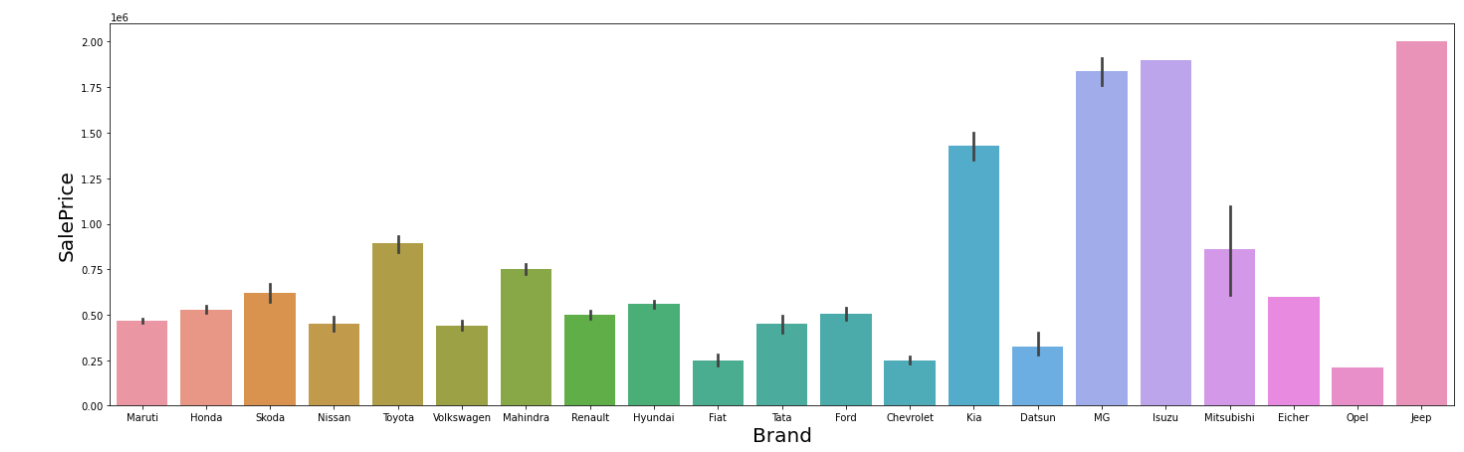 1e6
2.00
1.75
1.50
1.25
1.00
0.75
0.50
0.25
0.00
SalePrice
Maruti Honda Skoda Nissan Toyota Volkswagen Mahindra Renault Hyundai Fiat Tata Ford Chevrolet Kia Datsun MG Isuzu Mitsubishi Eicher Opel Jeep
Brand